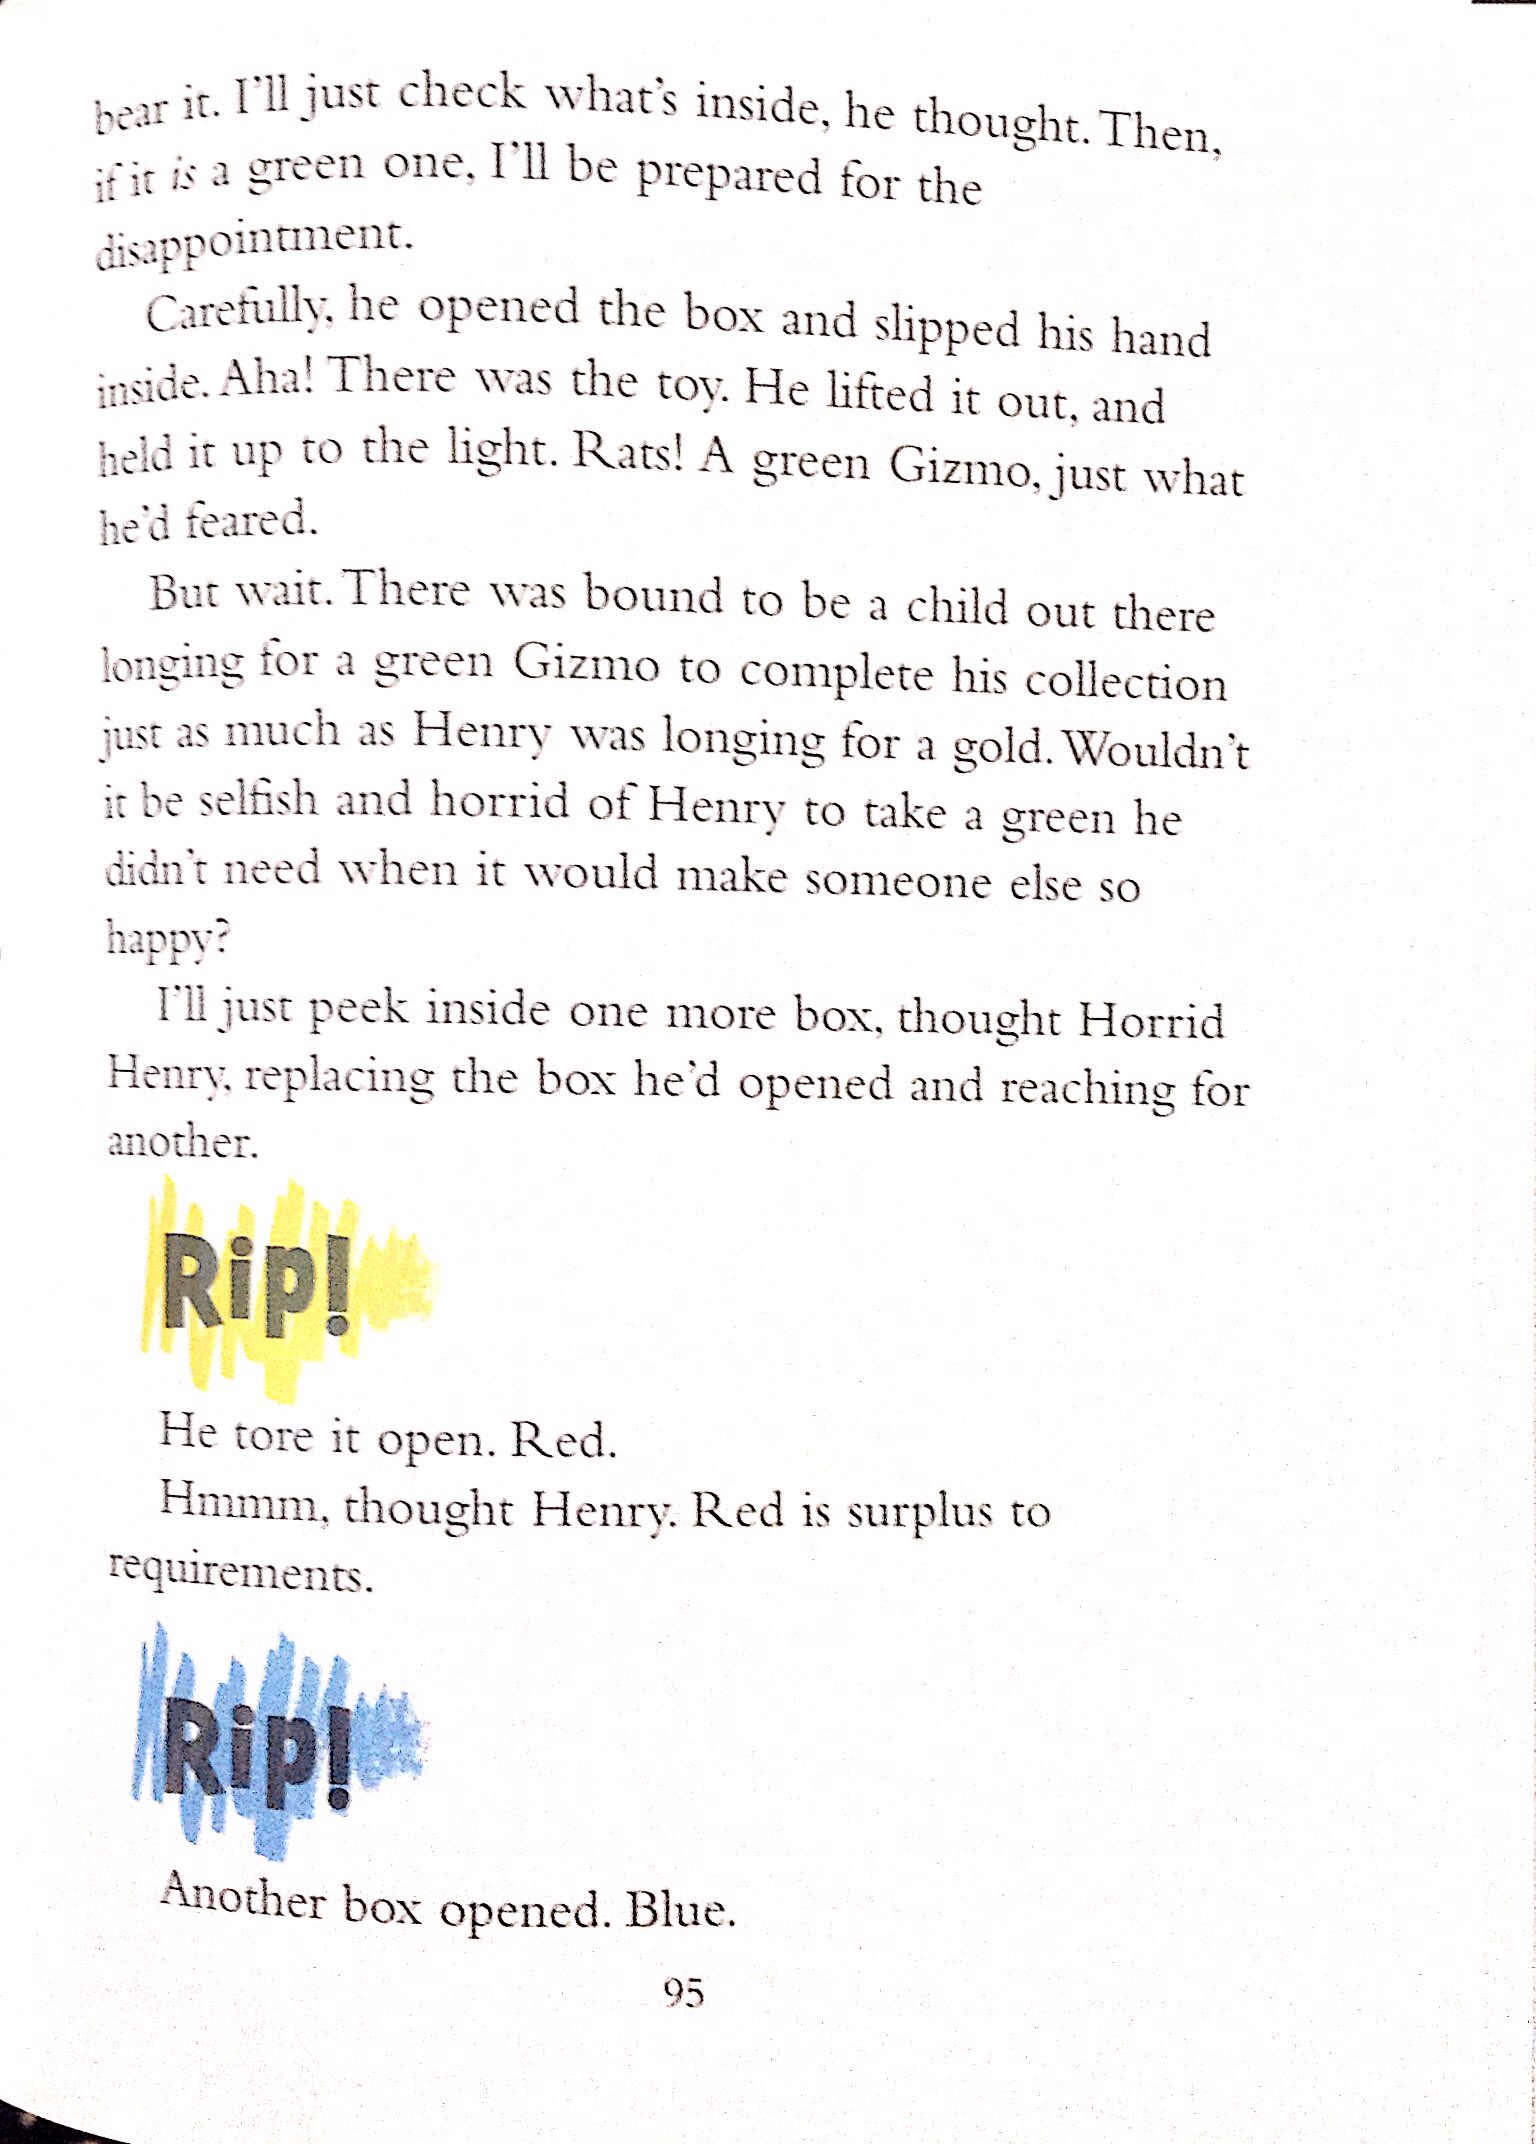 bear it. I'll just check what's inside, he thought. Then,
if it is a green one, I'll be prepared for the
disappointment.
Carefully, he opened the box and slipped his hand
inside. Aha! There was the toy. He lifted it out, and
held it up to the light. Rats! A green Gizmo, just what
he'd feared.
But wait. There was bound to be a child out there
longing for a green Gizmo to complete his collection
just as much as Henry was longing for a gold. Wouldn't
it be selfish and horrid of Henry to take a green he
didn't need when it would make someone else so
happy?
I'll just peek inside one more box, thought Horrid
Henry, replacing the box he'd opened and reaching for
another.
Rip!
He tore it open. Red.
Hmmm, thought Henry. Red is surplus to
requirements.
Rip!
Another box opened. Blue.
95